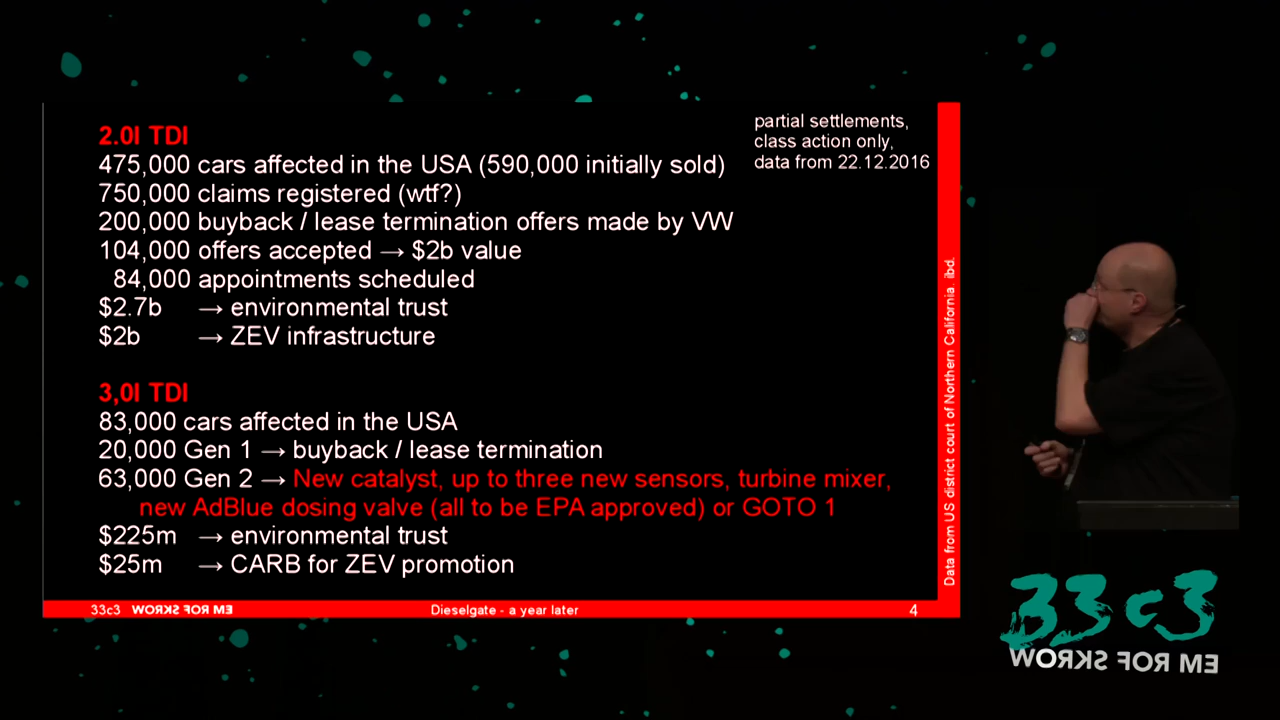 2.0l TDI
475,000 cars affected in the USA (590,000 initially sold)
750,000 claims registered (wtf?)
200,000 buyback / lease termination offers made by VW
104,000 offers accepted → $2b value
84,000 appointments scheduled
$2.7b → environmental trust
$2b → ZEV infrastructure
partial settlements,
class action only,
data from 22.12.2016
3,0l TDI
83,000 cars affected in the USA
20,000 Gen 1 → buyback / lease termination
63,000 Gen 2 → New catalyst, up to three new sensors, turbine mixer,
new AdBlue dosing valve (all to be EPA approved) or GOTO 1
$225m → environmental trust
$25m → CARB for ZEV promotion
Data from US district court of Northern California. ibd.
33c3 WORKS FOR ME Dieselgate - a year later 4
33c3
WORKS FOR ME